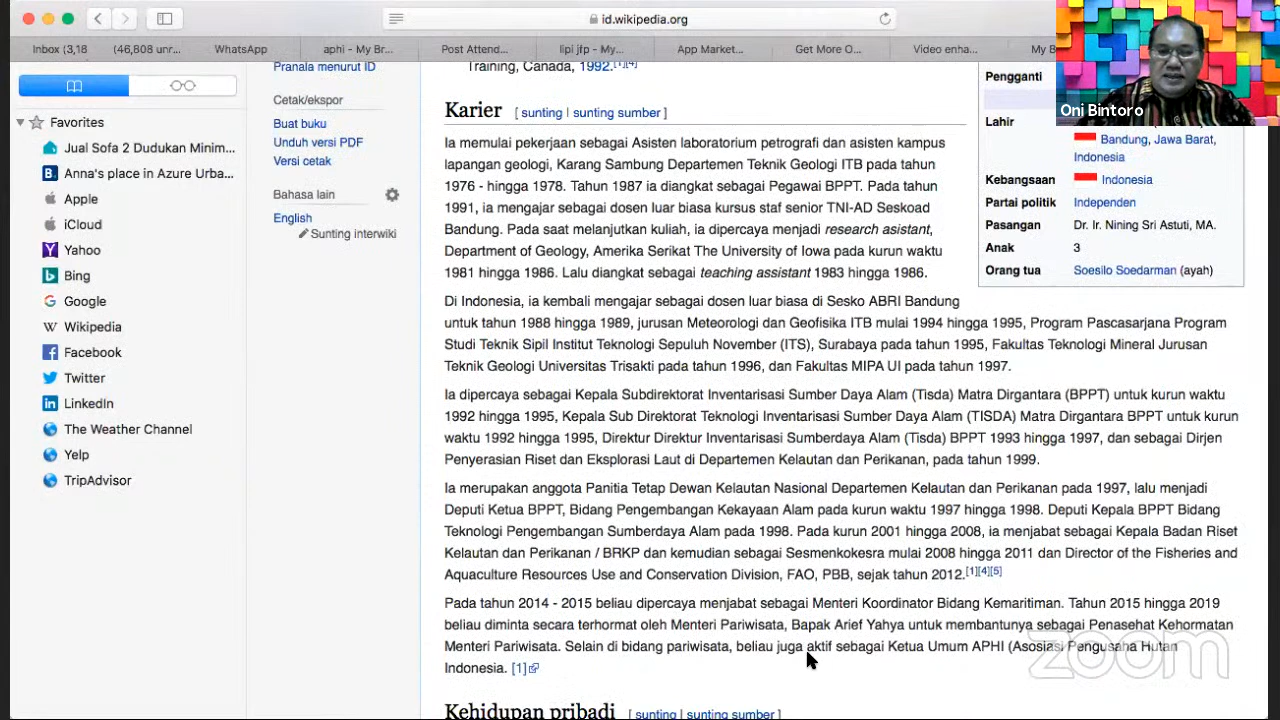 id.wikipedia.org
Inbox (3,18
(46,808 unr...
WhatsApp
aphi - My Br...
Post Attend...
lipi jfp - My...
App Market...
Get More O...
Video enha...
My B
Favorites
Jual Sofa 2 Dudukan Minim...
Anna's place in Azure Urba...
Apple
iCloud
Yahoo
Bing
Google
Wikipedia
Facebook
Twitter
LinkedIn
The Weather Channel
Yelp
TripAdvisor
Pranala menurut ID
Cetak/ekspor
Buat buku
Unduh versi PDF
Versi cetak
Bahasa lain
English
Sunting interwiki
Training, Canada, 1992.[1][4]
Karier [ sunting | sunting sumber ]
Ia memulai pekerjaan sebagai Asisten laboratorium petrografi dan asisten kampus
lapangan geologi, Karang Sambung Departemen Teknik Geologi ITB pada tahun
1976 - hingga 1978. Tahun 1987 ia diangkat sebagai Pegawai BPPT. Pada tahun
1991, ia mengajar sebagai dosen luar biasa kursus staf senior TNI-AD Seskoad
Bandung. Pada saat melanjutkan kuliah, ia dipercaya menjadi research asistant,
Department of Geology, Amerika Serikat The University of Iowa pada kurun waktu
1981 hingga 1986. Lalu diangkat sebagai teaching assistant 1983 hingga 1986.
Di Indonesia, ia kembali mengajar sebagai dosen luar biasa di Sesko ABRI Bandung
untuk tahun 1988 hingga 1989, jurusan Meteorologi dan Geofisika ITB mulai 1994 hingga 1995, Program Pascasarjana Program
Studi Teknik Sipil Institut Teknologi Sepuluh November (ITS), Surabaya pada tahun 1995, Fakultas Teknologi Mineral Jurusan
Teknik Geologi Universitas Trisakti pada tahun 1996, dan Fakultas MIPA UI pada tahun 1997.
Ia dipercaya sebagai Kepala Subdirektorat Inventarisasi Sumber Daya Alam (Tisda) Matra Dirgantara (BPPT) untuk kurun waktu
1992 hingga 1995, Kepala Sub Direktorat Teknologi Inventarisasi Sumber Daya Alam (TISDA) Matra Dirgantara BPPT untuk kurun
waktu 1992 hingga 1995, Direktur Direktur Inventarisasi Sumberdaya Alam (Tisda) BPPT 1993 hingga 1997, dan sebagai Dirjen
Penyerasian Riset dan Eksplorasi Laut di Departemen Kelautan dan Perikanan, pada tahun 1999.
Ia merupakan anggota Panitia Tetap Dewan Kelautan Nasional Departemen Kelautan dan Perikanan pada 1997, lalu menjadi
Deputi Ketua BPPT, Bidang Pengembangan Kekayaan Alam pada kurun waktu 1997 hingga 1998. Deputi Kepala BPPT Bidang
Teknologi Pengembangan Sumberdaya Alam pada 1998. Pada kurun 2001 hingga 2008, ia menjabat sebagai Kepala Badan Riset
Kelautan dan Perikanan / BRKP dan kemudian sebagai Sesmenkokesra mulai 2008 hingga 2011 dan Director of the Fisheries and
Aquaculture Resources Use and Conservation Division, FAO, PBB, sejak tahun 2012.[1][4][5]
Pada tahun 2014 - 2015 beliau dipercaya menjabat sebagai Menteri Koordinator Bidang Kemaritiman. Tahun 2015 hingga 2019
beliau diminta secara terhormat oleh Menteri Pariwisata, Bapak Arief Yahya untuk membantunya sebagai Penasehat Kehormatan
Menteri Pariwisata. Selain di bidang pariwisata, beliau juga aktif sebagai Ketua Umum APHI (Asosiasi Pengusaha Hutan
Indonesia. [1]
Kehidupan pribadi [ sunting | sunting sumber ]
Pengganti
Lahir
Bandung, Jawa Barat,
Indonesia
Kebangsaan Indonesia
Partai politik Independen
Pasangan Dr. Ir. Nining Sri Astuti, MA.
Anak 3
Orang tua Soesilo Soedarman (ayah)
Oni Bintoro
zoom